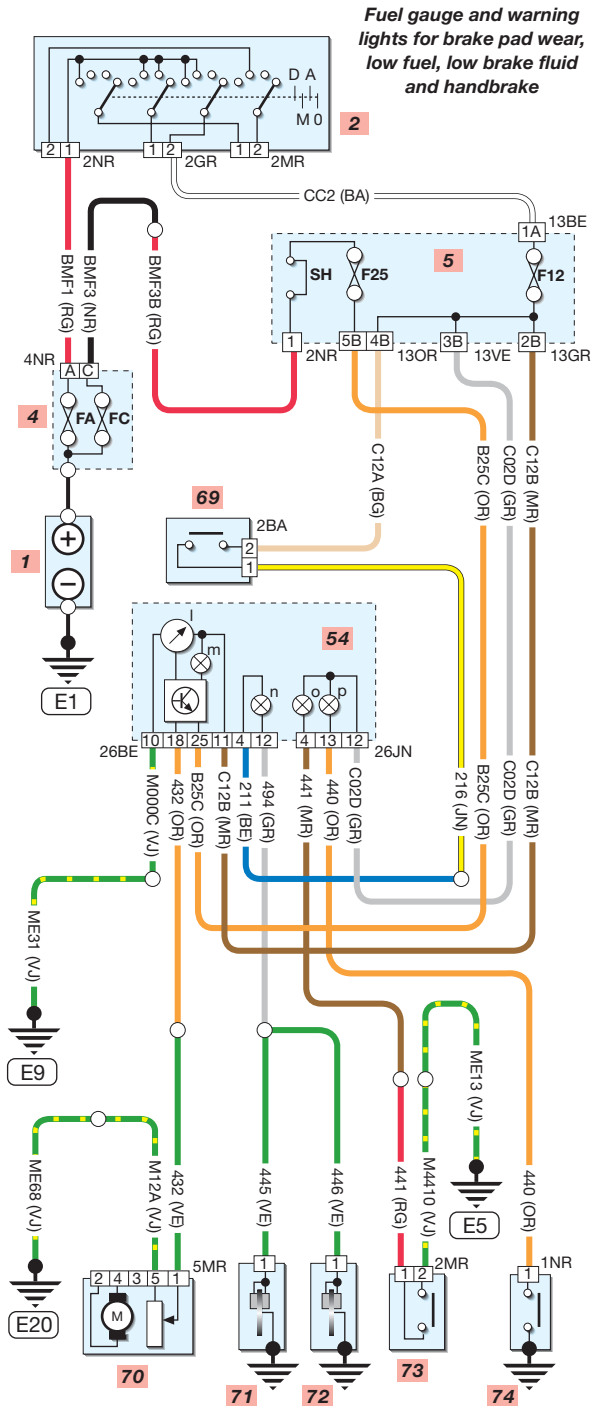 Fuel gauge and warning
lights for brake pad wear,
low fuel, low brake fluid
and handbrake
D A
M 0
2
2 1
2NR
1 2
2GR
1 2
2MR
CC2 (BA)
13BE
1A
BMF1 (RG)
BMF3 (NR)
BMF3B (RG)
5
SH
F25
F12
1
2NR
5B 4B
13OR
3B
13VE
2B
13GR
4NR
A C
4
FA
FC
C12A (BG)
B25C (OR)
C02D (GR)
C12B (MR)
69
2BA
2
1
1
+
−
E1
l
m
n
o
p
54
26BE
10 18 25 11 4 12
4 13 12
26JN
M000C (VJ)
432 (OR)
B25C (OR)
C12B (MR)
211 (BE)
494 (GR)
441 (MR)
440 (OR)
C02D (GR)
216 (JN)
B25C (OR)
C02D (GR)
C12B (MR)
ME31 (VJ)
E9
ME68 (VJ)
M12A (VJ)
432 (VE)
445 (VE)
446 (VE)
441 (RG)
M4410 (VJ)
ME13 (VJ)
E5
440 (OR)
E20
2 4 3 5 1
5MR
M
70
1
71
1
72
1 2
2MR
73
1
1NR
74